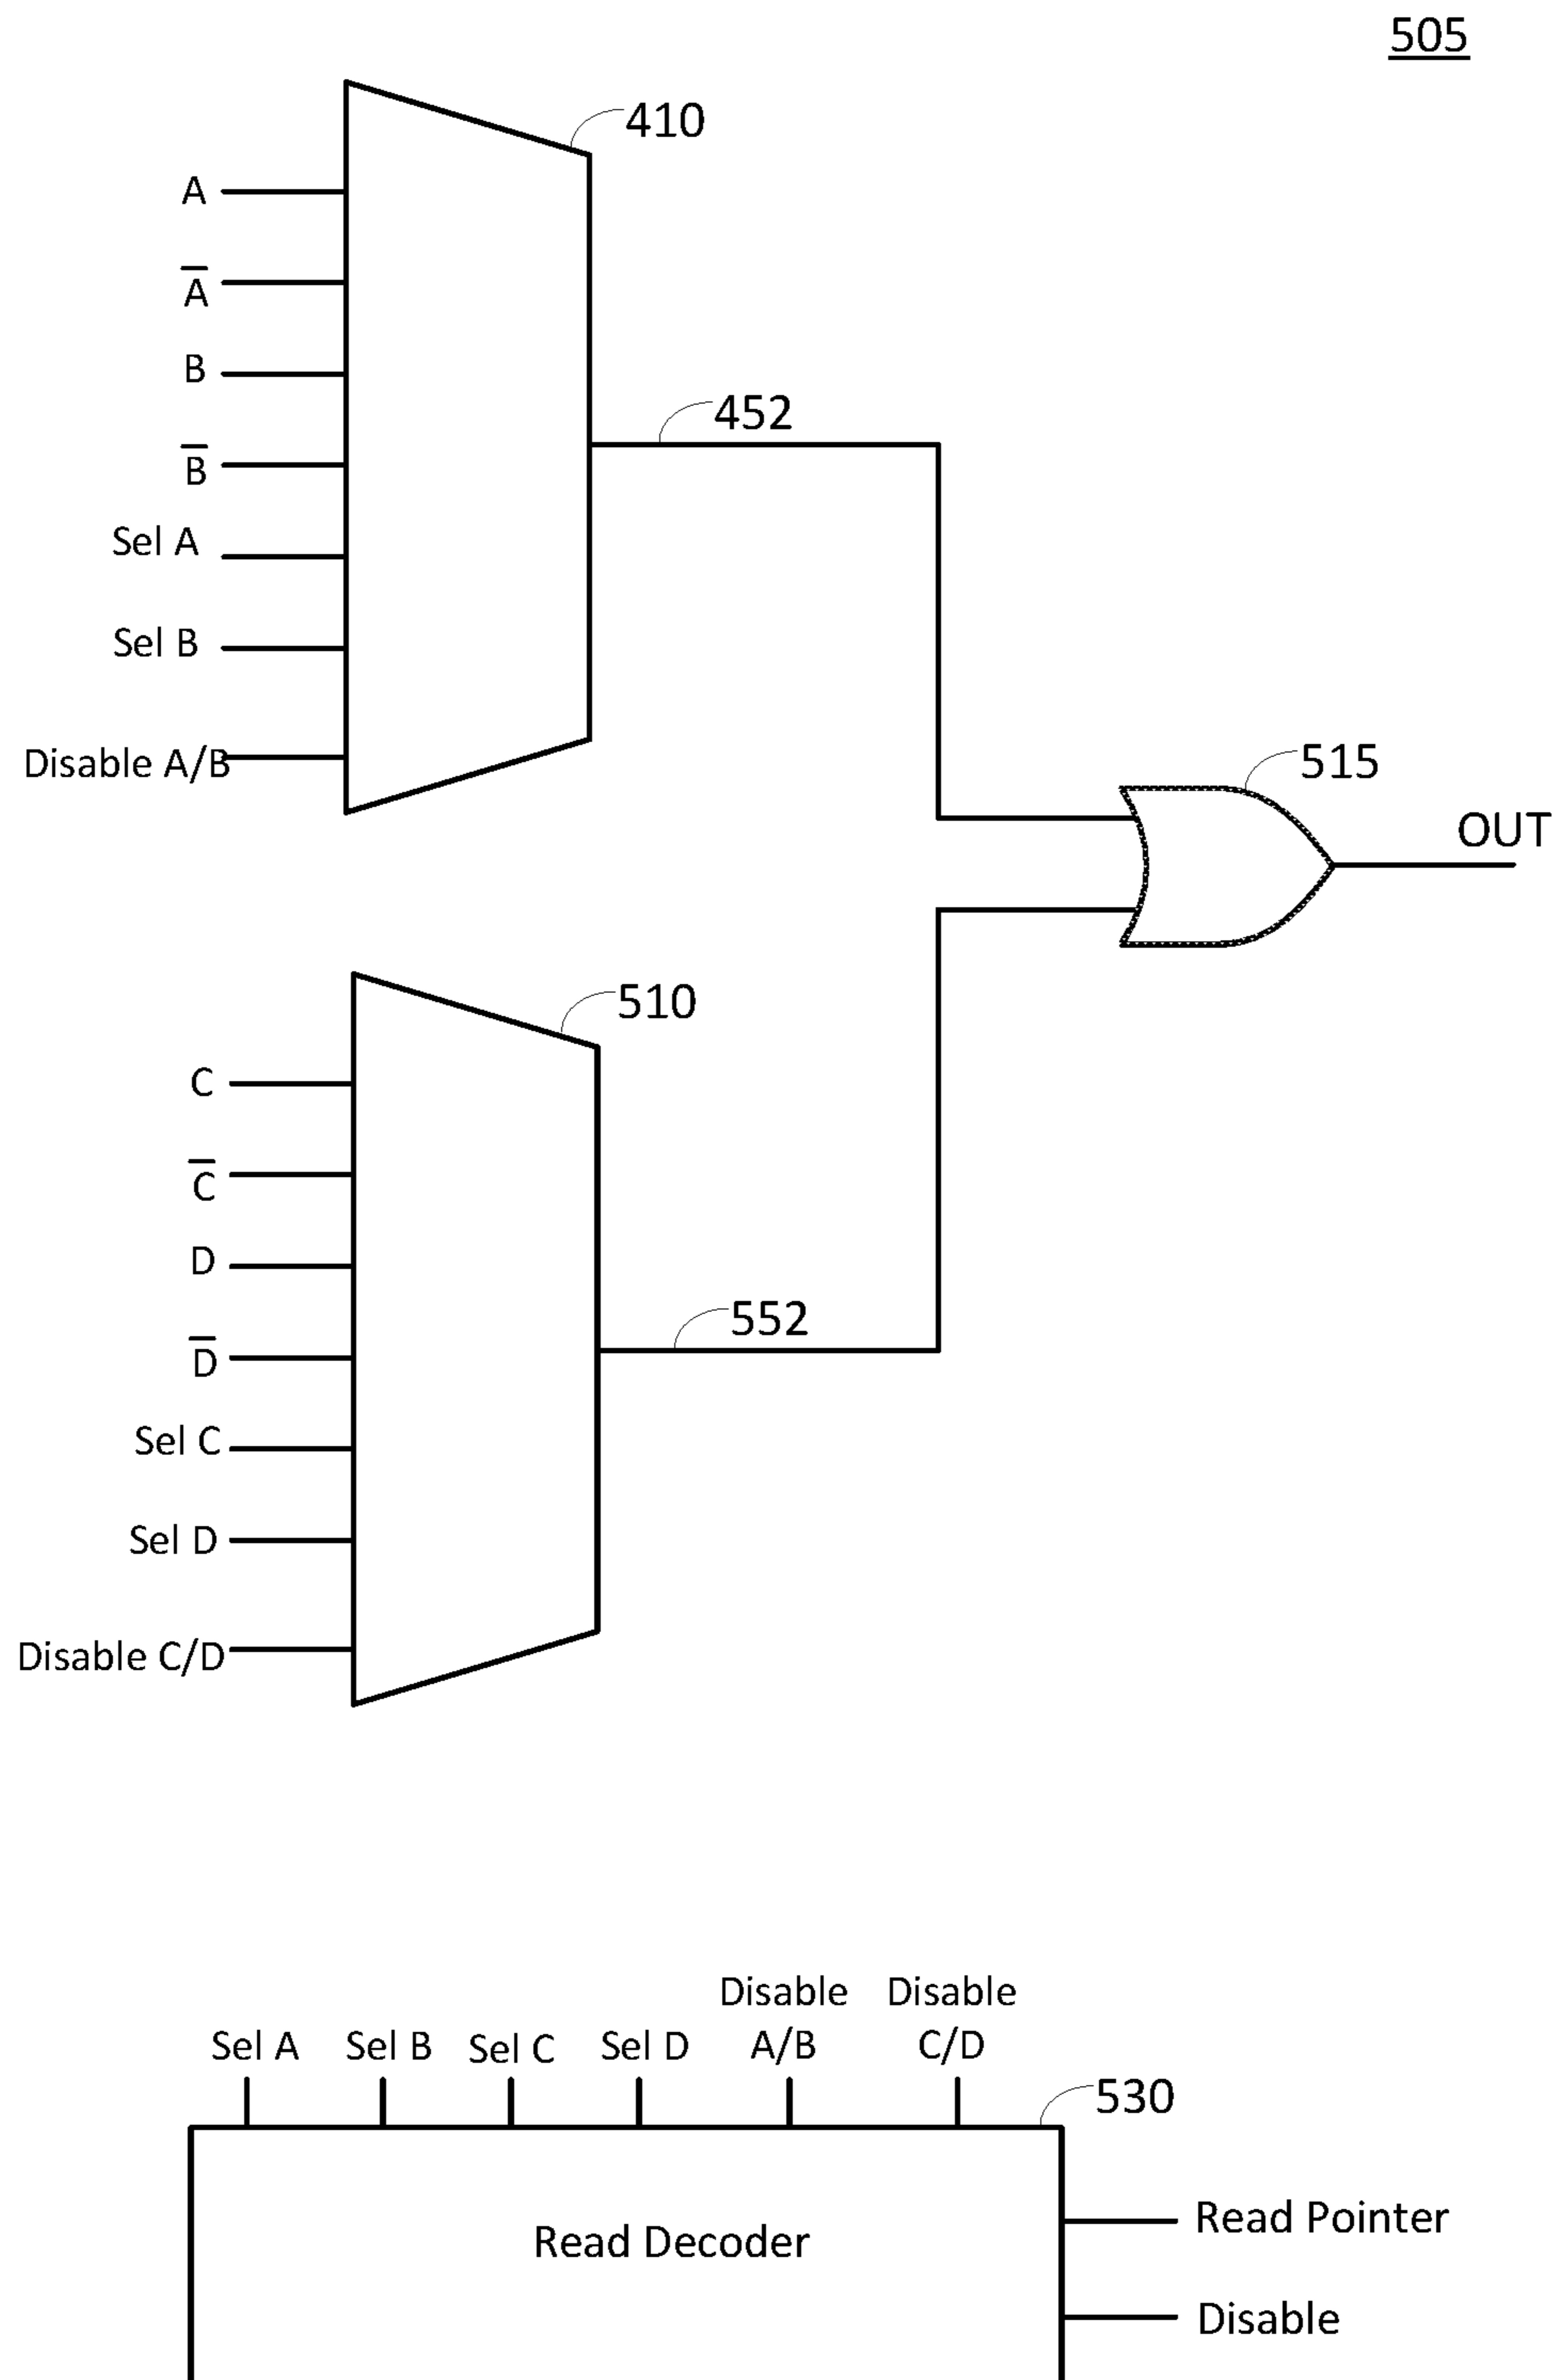 505
410
A
A̅
B
B̅
Sel A
Sel B
Disable A/B
452
515
OUT
510
C
C̅
D
D̅
Sel C
Sel D
Disable C/D
552
Sel A Sel B Sel C Sel D Disable A/B Disable C/D
530
Read Decoder
Read Pointer
Disable